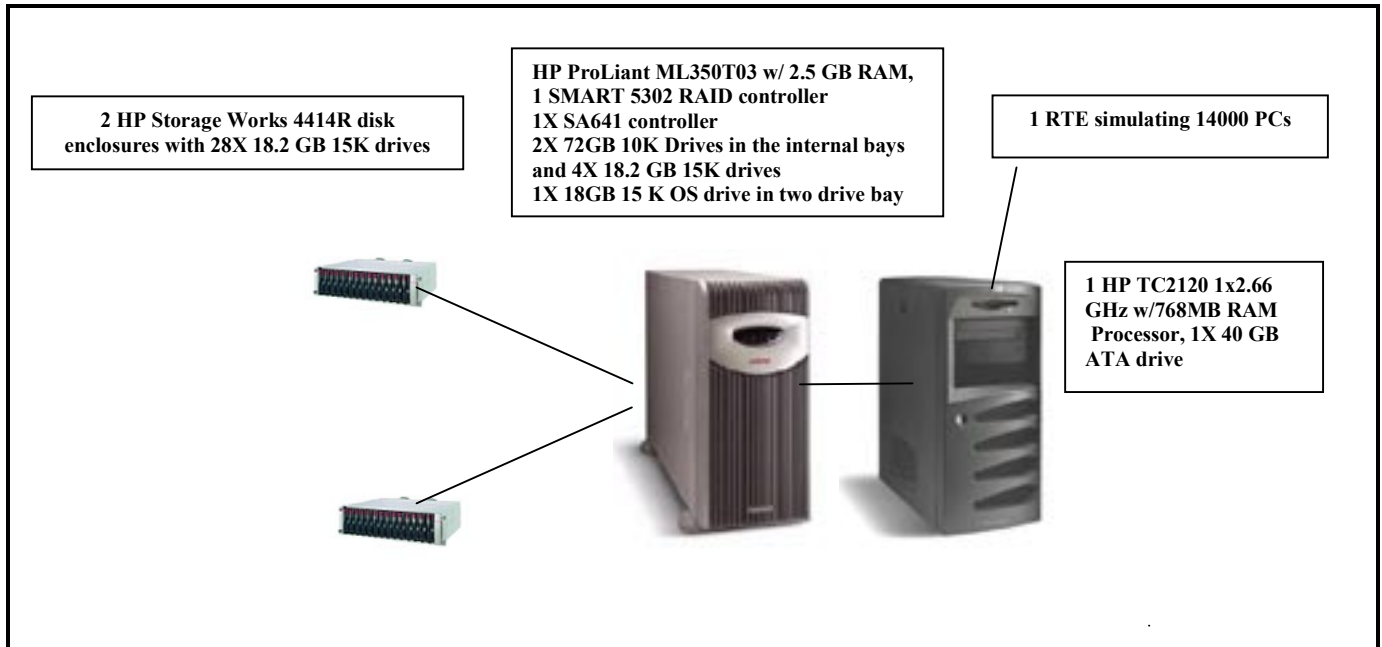 2 HP Storage Works 4414R disk
enclosures with 28X 18.2 GB 15K drives
HP ProLiant ML350T03 w/ 2.5 GB RAM,
1 SMART 5302 RAID controller
1X SA641 controller
2X 72GB 10K Drives in the internal bays
and 4X 18.2 GB 15K drives
1X 18GB 15 K OS drive in two drive bay
1 RTE simulating 14000 PCs
1 HP TC2120 1x2.66
GHz w/768MB RAM
Processor, 1X 40 GB
ATA drive